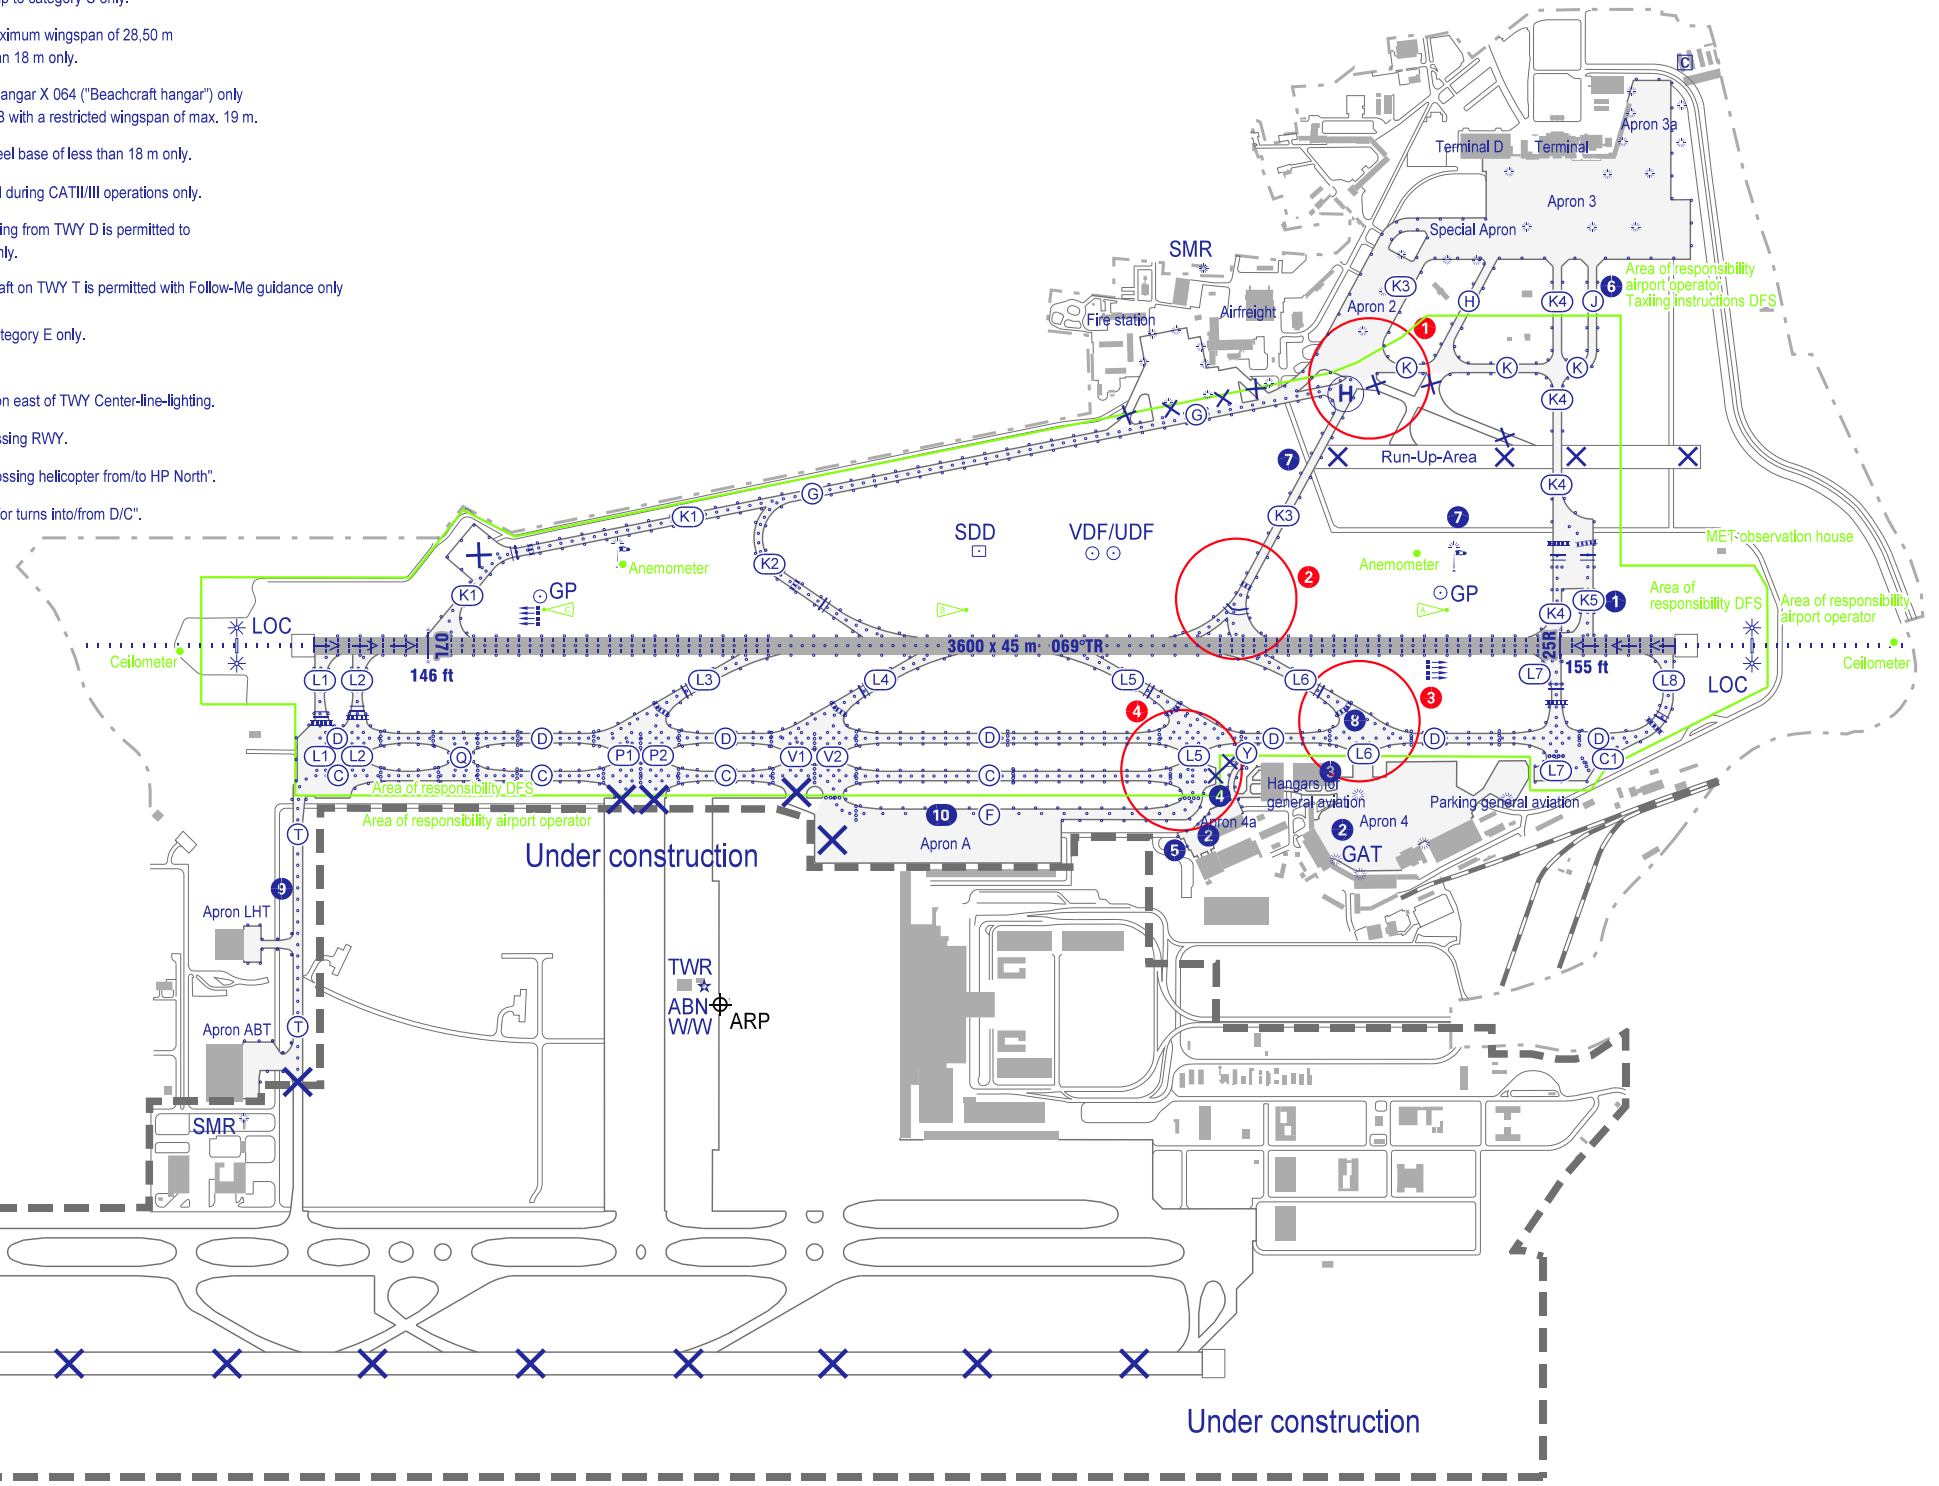 up to category C only.
ximum wingspan of 28,50 m
an 18 m only.
angar X 064 ("Beachcraft hangar") only
B with a restricted wingspan of max. 19 m.
eel base of less than 18 m only.
d during CATII/III operations only.
ing from TWY D is permitted to
nly.
aft on TWY T is permitted with Follow-Me guidance only
ategory E only.
on east of TWY Center-line-lighting.
ssing RWY.
ossing helicopter from/to HP North".
for turns into/from D/C".
C
Apron 3a
Terminal D
Terminal
Apron 3
Special Apron
SMR
Area of responsibility
airport operator
Taxiing instructions DFS
6
K3
H
K4
J
Apron 2
Airfreight
Fire station
1
K
K
K
H
K4
G
7
Run-Up-Area
K4
G
K1
K3
7
SDD
VDF/UDF
MET-observation house
K2
Anemometer
Anemometer
2
GP
GP
K1
C
B
A
K4
K5
1
Area of
responsibility DFS
Area of responsibility
airport operator
LOC
07L
3600 x 45 m 069°TR
25R
Ceilometer
146 ft
155 ft
Ceilometer
L1
L2
L3
L4
L5
L6
L7
L8
LOC
3
4
8
D
D
D
D
D
D
D
L1
L2
Q
P1
P2
V1
V2
L5
Y
L6
C1
L7
C
C
C
C
3
Area of responsibility DFS
Hangars for
general aviation
4
Parking general aviation
Area of responsibility airport operator
10
F
Apron 4a
Apron 4
T
2
2
Apron A
5
GAT
Under construction
9
Apron LHT
TWR
ABN
W/W
ARP
T
Apron ABT
SMR
Under construction